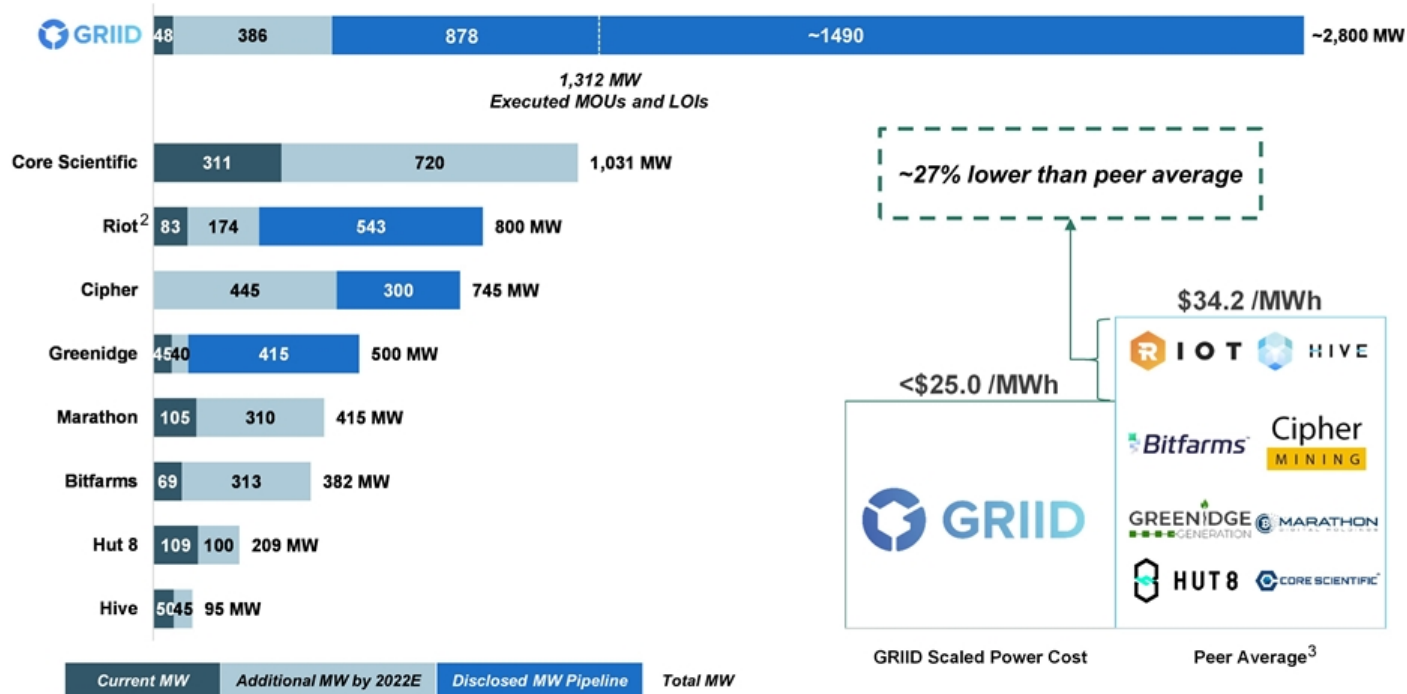 GRIID 48 386 878 ~1490 ~2,800 MW
1,312 MW
Executed MOUs and LOIs
Core Scientific 311 720 1,031 MW
Riot2 83 174 543 800 MW
Cipher 445 300 745 MW
Greenidge 45 40 415 500 MW
Marathon 105 310 415 MW
Bitfarms 69 313 382 MW
Hut 8 109 100 209 MW
Hive 50 45 95 MW
Current MW Additional MW by 2022E Disclosed MW Pipeline Total MW
~27% lower than peer average
$34.2 /MWh
<$25.0 /MWh
RIOT HIVE
Bitfarms™ Cipher
MINING
GRIID
GREENIDGE MARATHON
GENERATION DIGITAL HOLDINGS
HUT 8 CORE SCIENTIFIC™
GRIID Scaled Power Cost Peer Average3